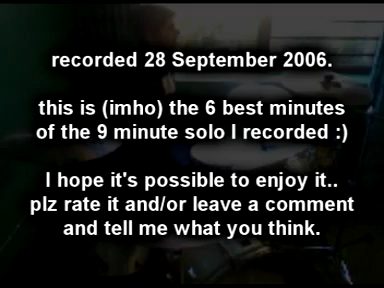 recorded 28 September 2006.
this is (imho) the 6 best minutes
of the 9 minute solo I recorded :)
I hope it's possible to enjoy it..
plz rate it and/or leave a comment
and tell me what you think.